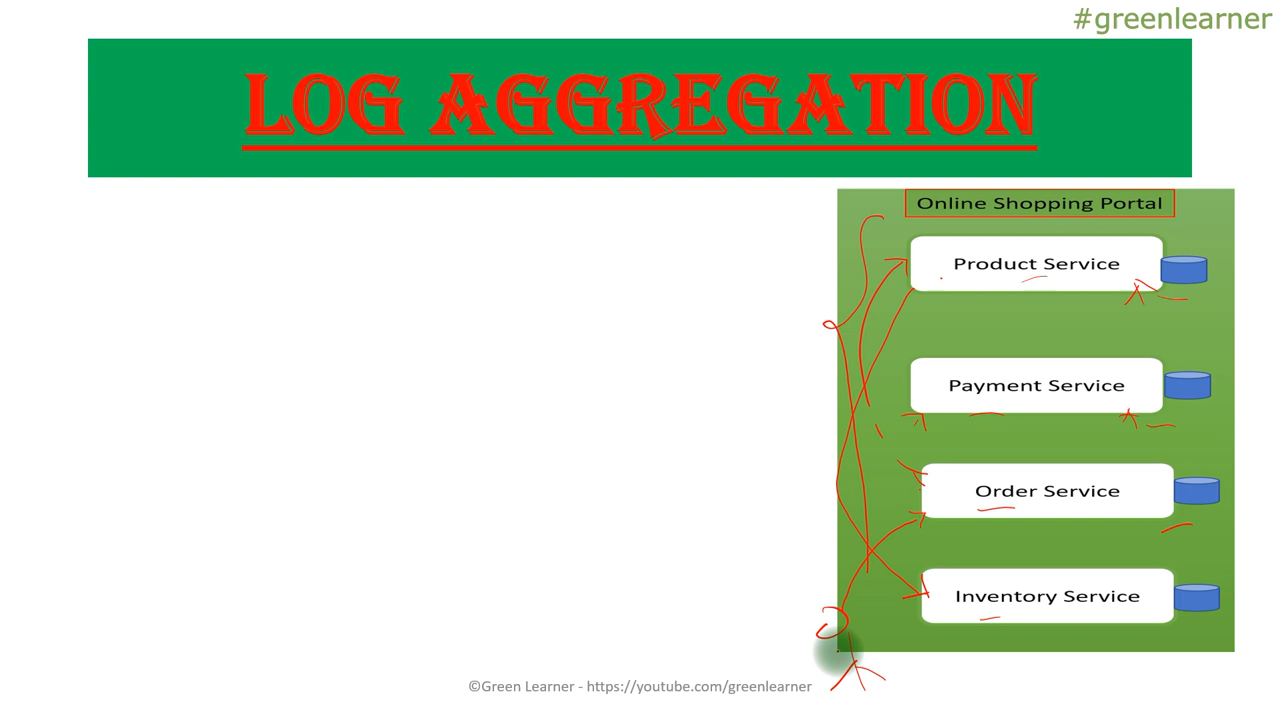 #greenlearner
LOG AGGREGATION
Online Shopping Portal
Product Service
Payment Service
Order Service
Inventory Service
©Green Learner - https://youtube.com/greenlearner